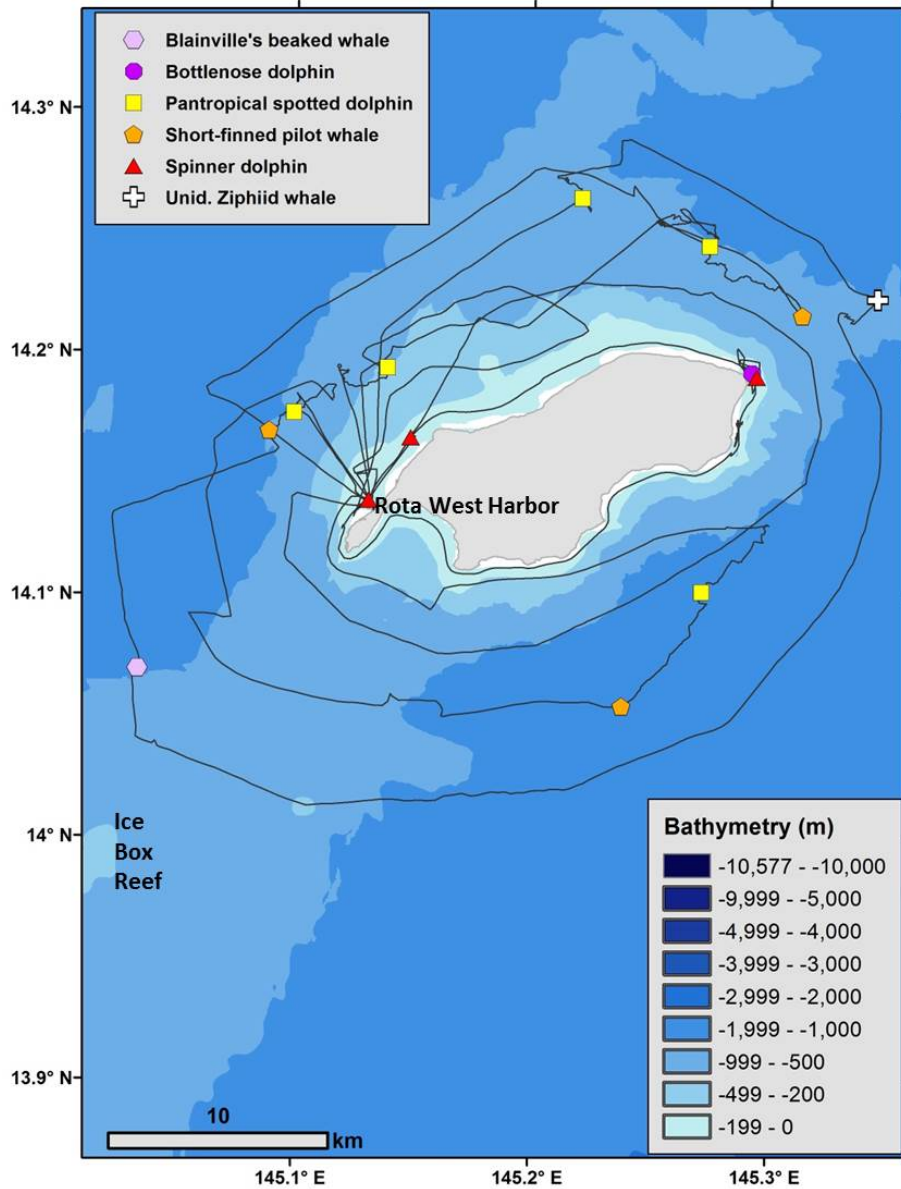 Blainville's beaked whale
Bottlenose dolphin
Pantropical spotted dolphin
Short-finned pilot whale
Spinner dolphin
Unid. Ziphiid whale
14.3° N
14.2° N
Rota West Harbor
14.1° N
14° N
Ice
Box
Reef
13.9° N
Bathymetry (m)
-10,577 - -10,000
-9,999 - -5,000
-4,999 - -4,000
-3,999 - -3,000
-2,999 - -2,000
-1,999 - -1,000
-999 - -500
-499 - -200
-199 - 0
10
km
145.1° E
145.2° E
145.3° E